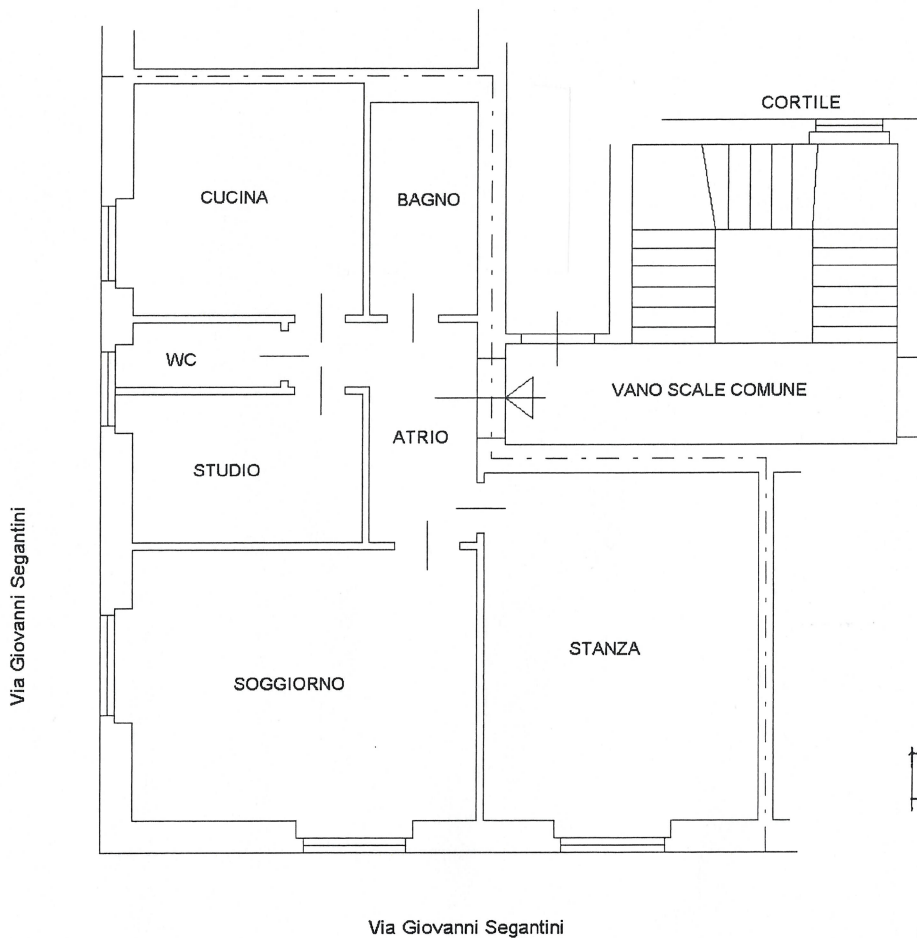 CORTILE
CUCINA
BAGNO
WC
VANO SCALE COMUNE
ATRIO
STUDIO
Via Giovanni Segantini
STANZA
SOGGIORNO
Via Giovanni Segantini